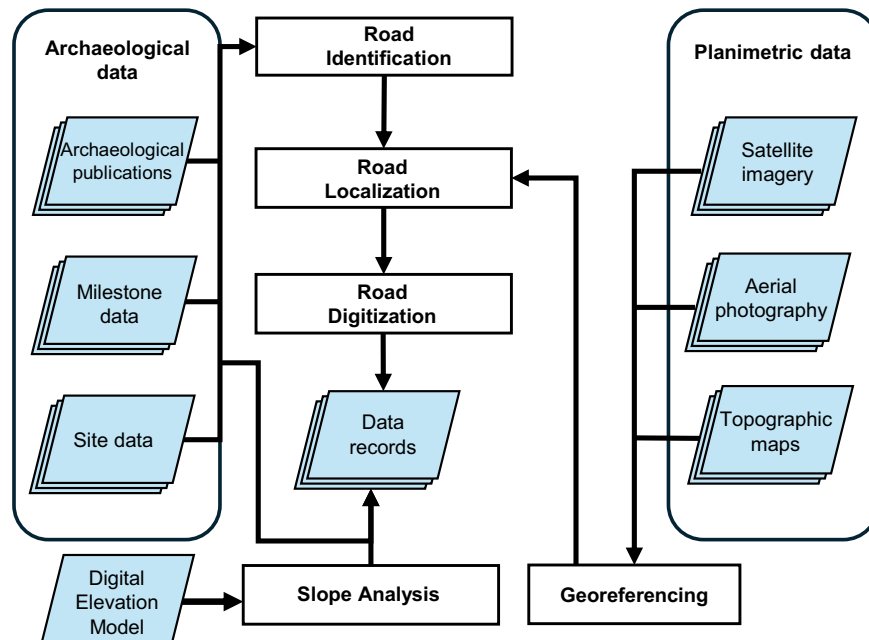 Archaeological
data
Archaeological
publications
Milestone
data
Site data
Digital
Elevation
Model
Road
Identification
Road
Localization
Road
Digitization
Data
records
Slope Analysis
Planimetric data
Satellite
imagery
Aerial
photography
Topographic
maps
Georeferencing